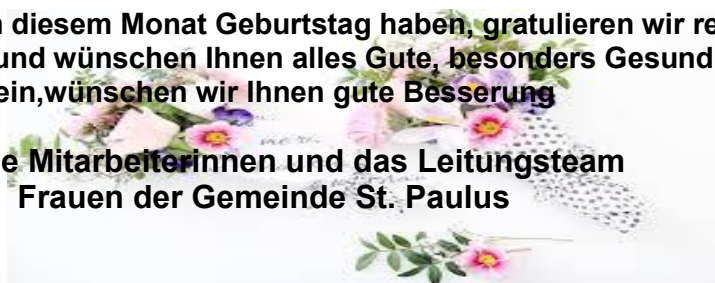 diesem Monat Geburtstag haben, gratulieren wir
und wünschen Ihnen alles Gute, besonders Gesund
ein,wünschen wir Ihnen gute Besserung
Mitarbeiterinnen und das Leitungsteam
Frauen der Gemeinde St. Paulus